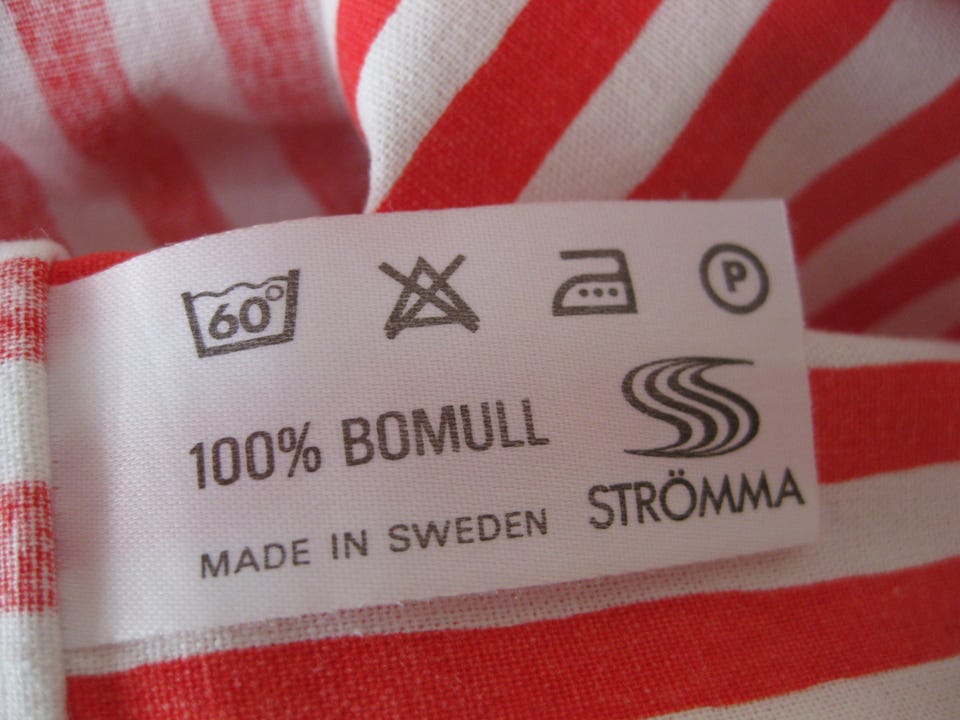 60°
P
100% BOMULL
STRÖMMA
MADE IN SWEDEN